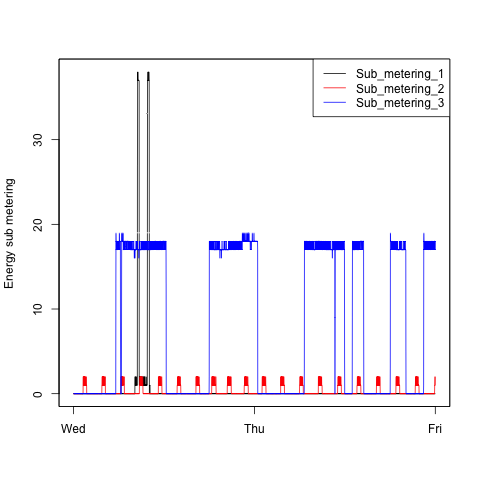 Sub_metering_1
Sub_metering_2
Sub_metering_3
Energy sub metering
30
20
10
0
Wed Thu Fri